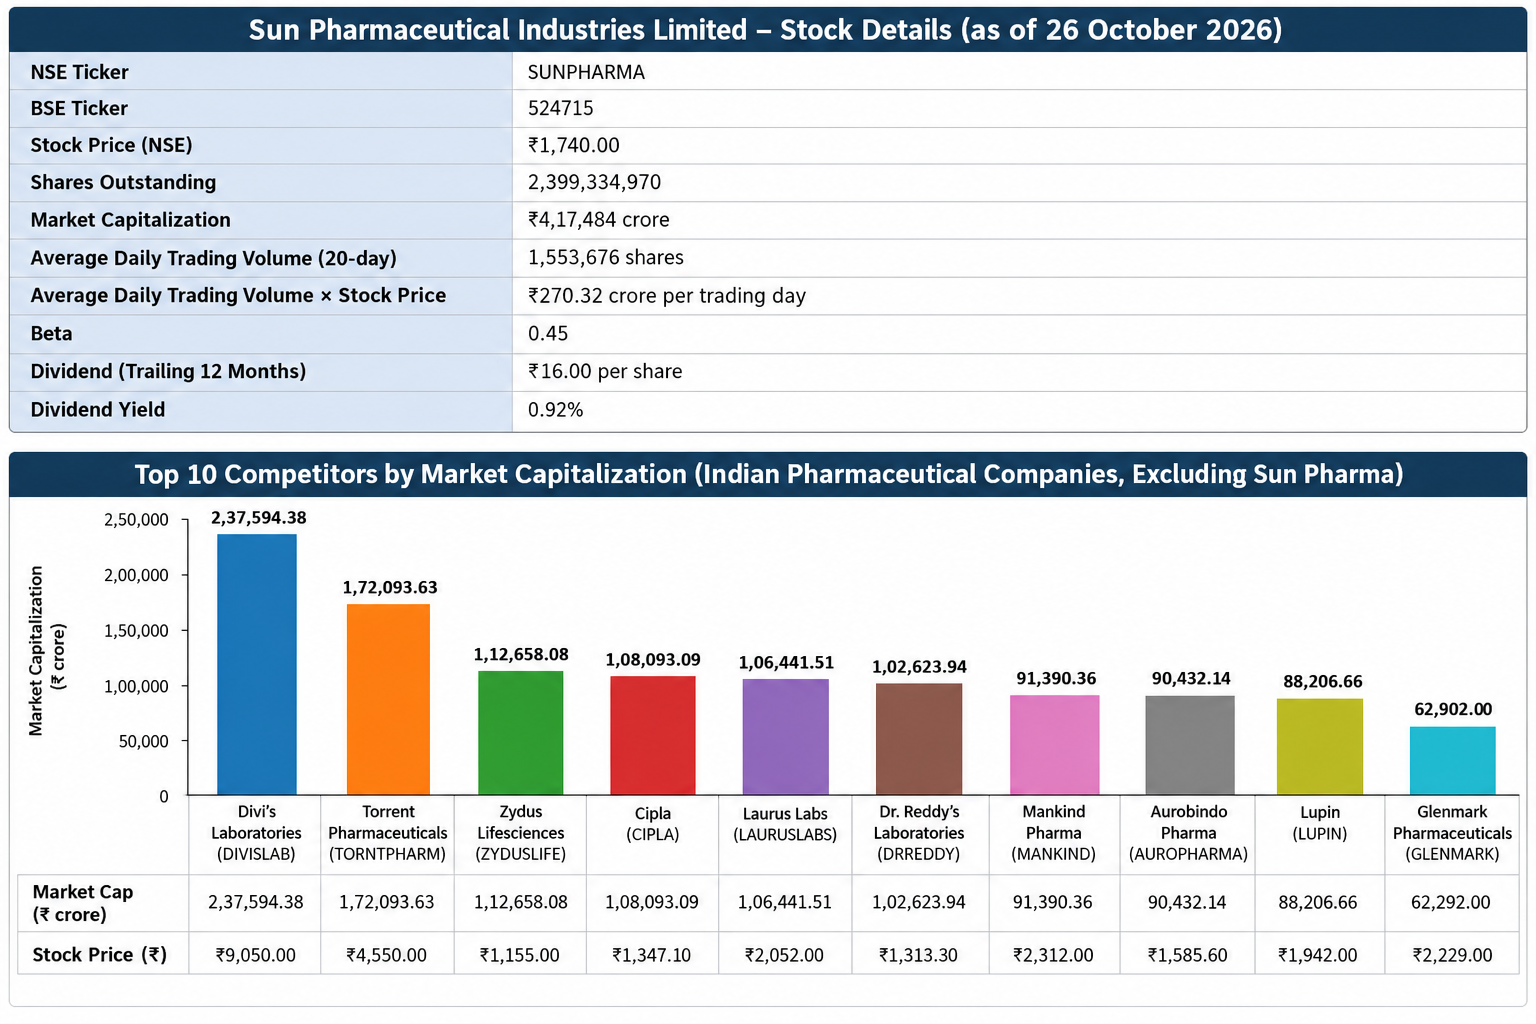 Sun Pharmaceutical Industries Limited – Stock Details (as of 26 October 2026)
NSE Ticker SUNPHARMA
BSE Ticker 524715
Stock Price (NSE) ₹1,740.00
Shares Outstanding 2,399,334,970
Market Capitalization ₹4,17,484 crore
Average Daily Trading Volume (20-day) 1,553,676 shares
Average Daily Trading Volume × Stock Price ₹270.32 crore per trading day
Beta 0.45
Dividend (Trailing 12 Months) ₹16.00 per share
Dividend Yield 0.92%
Top 10 Competitors by Market Capitalization (Indian Pharmaceutical Companies, Excluding Sun Pharma)
Market Capitalization
(₹ crore)
2,50,000
2,00,000
1,50,000
1,00,000
50,000
0
2,37,594.38
1,72,093.63
1,12,658.08
1,08,093.09
1,06,441.51
1,02,623.94
91,390.36
90,432.14
88,206.66
62,902.00
Divi's
Laboratories
(DIVISLAB)
Torrent
Pharmaceuticals
(TORNTPHARM)
Zydus
Lifesciences
(ZYDUSLIFE)
Cipla
(CIPLA)
Laurus Labs
(LAURUSLABS)
Dr. Reddy's
Laboratories
(DRREDDY)
Mankind
Pharma
(MANKIND)
Aurobindo
Pharma
(AUROPHARMA)
Lupin
(LUPIN)
Glenmark
Pharmaceuticals
(GLENMARK)
Market Cap
(₹ crore)
2,37,594.38 1,72,093.63 1,12,658.08 1,08,093.09 1,06,441.51 1,02,623.94 91,390.36 90,432.14 88,206.66 62,292.00
Stock Price (₹) ₹9,050.00 ₹4,550.00 ₹1,155.00 ₹1,347.10 ₹2,052.00 ₹1,313.30 ₹2,312.00 ₹1,585.60 ₹1,942.00 ₹2,229.00